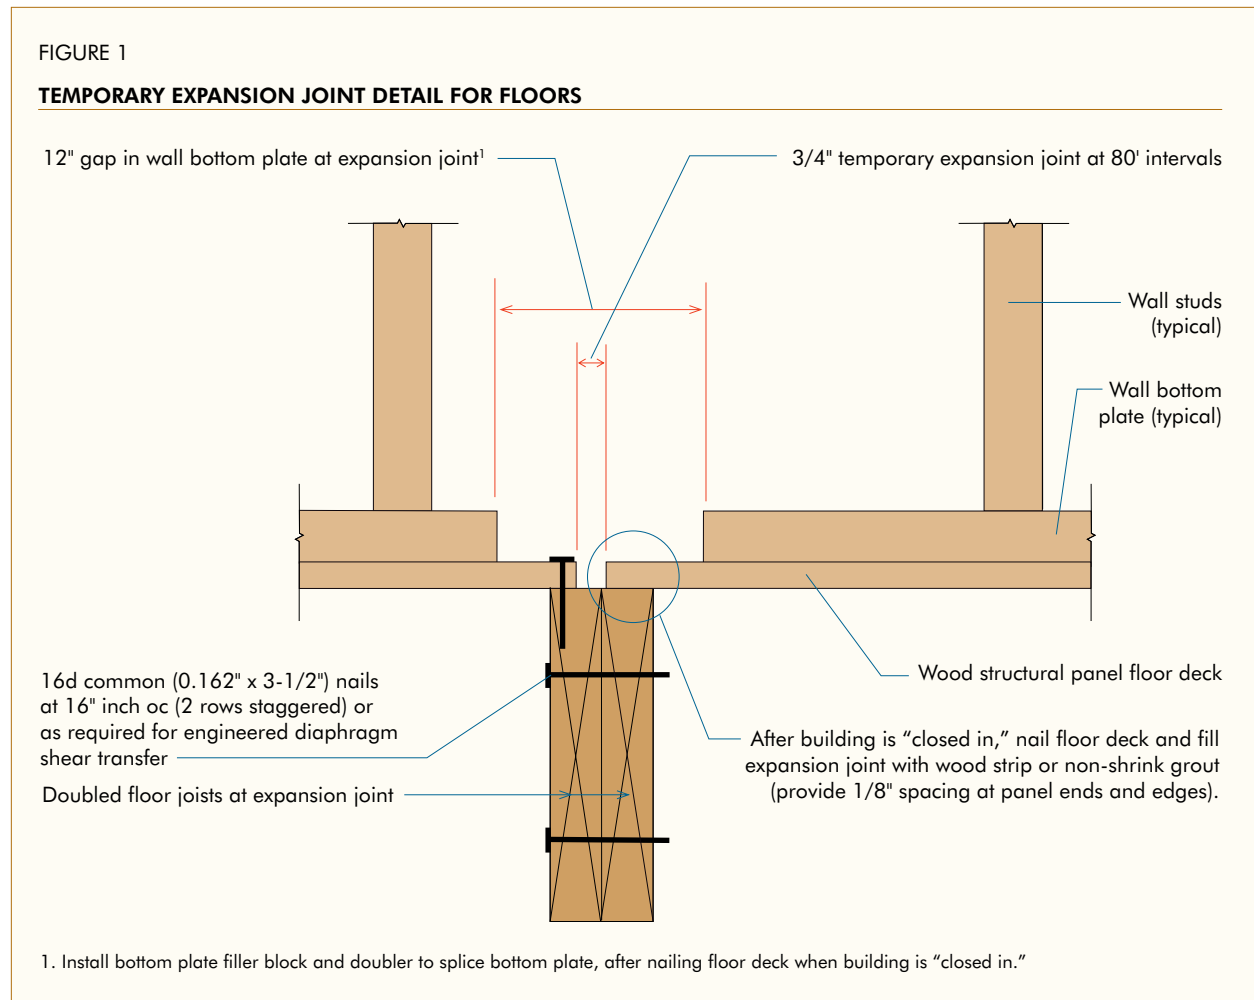 FIGURE 1
TEMPORARY EXPANSION JOINT DETAIL FOR FLOORS
12" gap in wall bottom plate at expansion joint¹
3/4" temporary expansion joint at 80' intervals
Wall studs
(typical)
Wall bottom
plate (typical)
16d common (0.162" x 3-1/2") nails
at 16" inch oc (2 rows staggered) or
as required for engineered diaphragm
shear transfer
Doubled floor joists at expansion joint
Wood structural panel floor deck
After building is “closed in,” nail floor deck and fill
expansion joint with wood strip or non-shrink grout
(provide 1/8" spacing at panel ends and edges).
1. Install bottom plate filler block and doubler to splice bottom plate, after nailing floor deck when building is “closed in.”